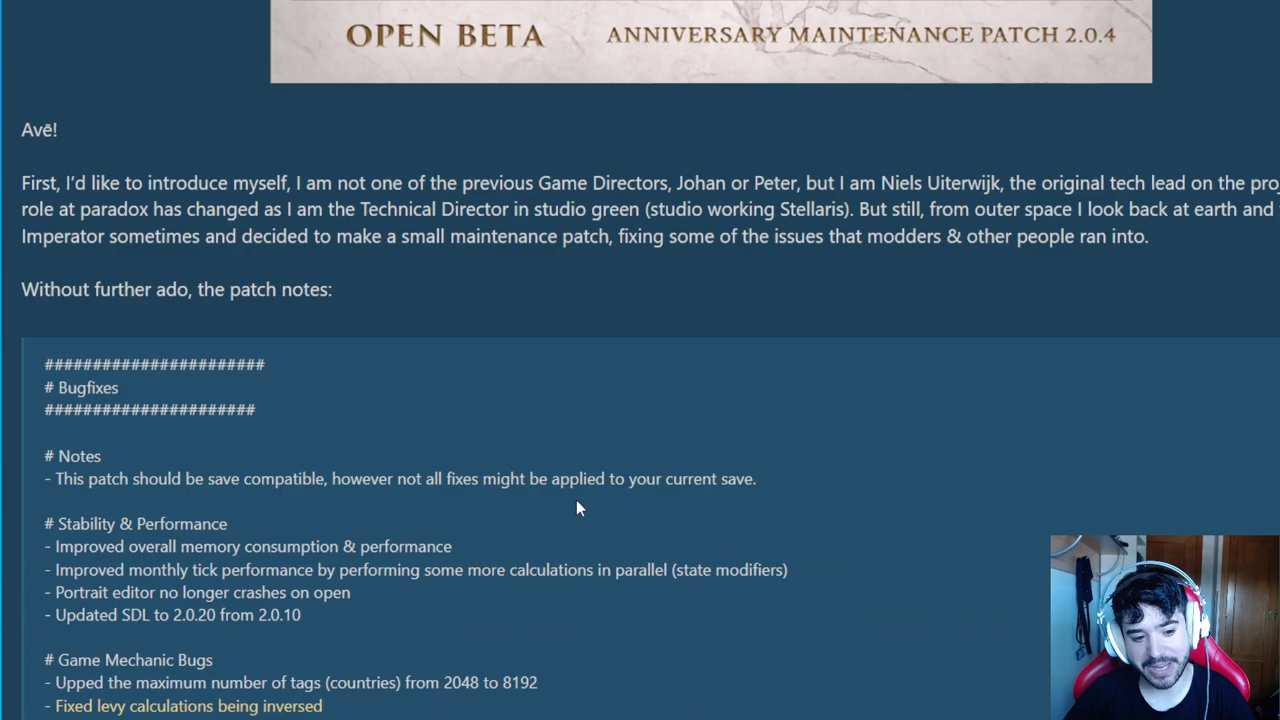 OPEN BETA ANNIVERSARY MAINTENANCE PATCH 2.0.4
Avē!
First, I'd like to introduce myself, I am not one of the previous Game Directors, Johan or Peter, but I am Niels Uiterwijk, the original tech lead on the
role at paradox has changed as I am the Technical Director in studio green (studio working Stellaris). But still, from outer space I look back at earth and
Imperator sometimes and decided to make a small maintenance patch, fixing some of the issues that modders & other people ran into.
Without further ado, the patch notes:
#######################
# Bugfixes
######################
# Notes
- This patch should be save compatible, however not all fixes might be applied to your current save.
# Stability & Performance
- Improved overall memory consumption & performance
- Improved monthly tick performance by performing some more calculations in parallel (state modifiers)
- Portrait editor no longer crashes on open
- Updated SDL to 2.0.20 from 2.0.10
# Game Mechanic Bugs
- Upped the maximum number of tags (countries) from 2048 to 8192
- Fixed levy calculations being inversed